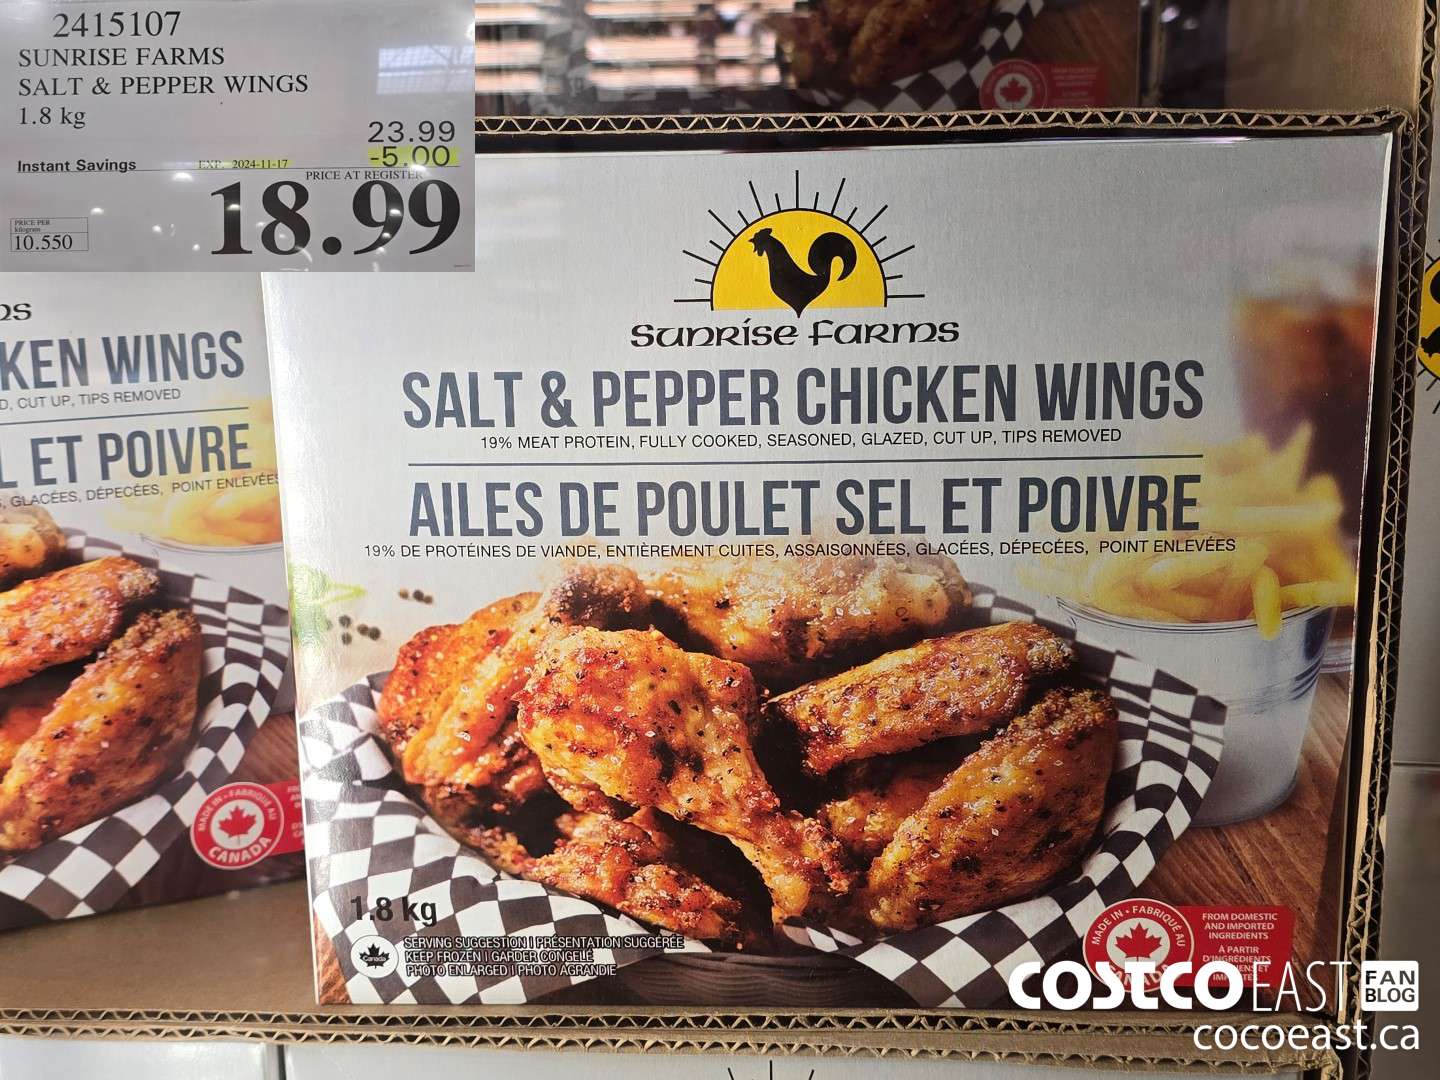 2415107
SUNRISE FARMS
SALT & PEPPER WINGS
1.8 kg
23.99
-5.00
Instant Savings EXP. 2024-11-17
PRICE AT REGISTER
18.99
PRICE PER
kilogram
10.550
SUNRISE FARMS
SALT & PEPPER CHICKEN WINGS
19% MEAT PROTEIN, FULLY COOKED, SEASONED, GLAZED, CUT UP, TIPS REMOVED
AILES DE POULET SEL ET POIVRE
19% DE PROTÉINES DE VIANDE, ENTIÈREMENT CUITES, ASSAISONNÉES, GLACÉES, DÉPECÉES, POINT ENLEVÉES
1.8 kg
Canada
SERVING SUGGESTION | PRÉSENTATION SUGGÉRÉE
KEEP FROZEN | GARDER CONGELÉ
PHOTO ENLARGED | PHOTO AGRANDIE
MADE IN • FABRIQUÉ AU
CANADA
FROM DOMESTIC
AND IMPORTED
INGREDIENTS
À PARTIR
D'INGRÉDIENTS
MS
KEN WINGS
D, CUT UP, TIPS REMOVED
L ET POIVRE
, GLACÉES, DÉPECÉES, POINT ENLEVÉES
MADE IN • FABRIQUÉ AU
CANADA
COSTCO EAST FAN
BLOG
cocoeast.ca